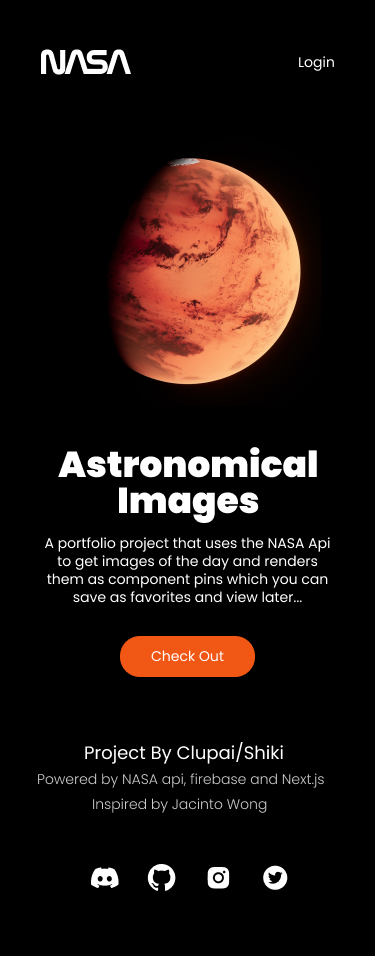 NASA
Login
Astronomical
Images
A portfolio project that uses the NASA Api
to get images of the day and renders
them as component pins which you can
save as favorites and view later...
Check Out
Project By Clupai/Shiki
Powered by NASA api, firebase and Next.js
Inspired by Jacinto Wong